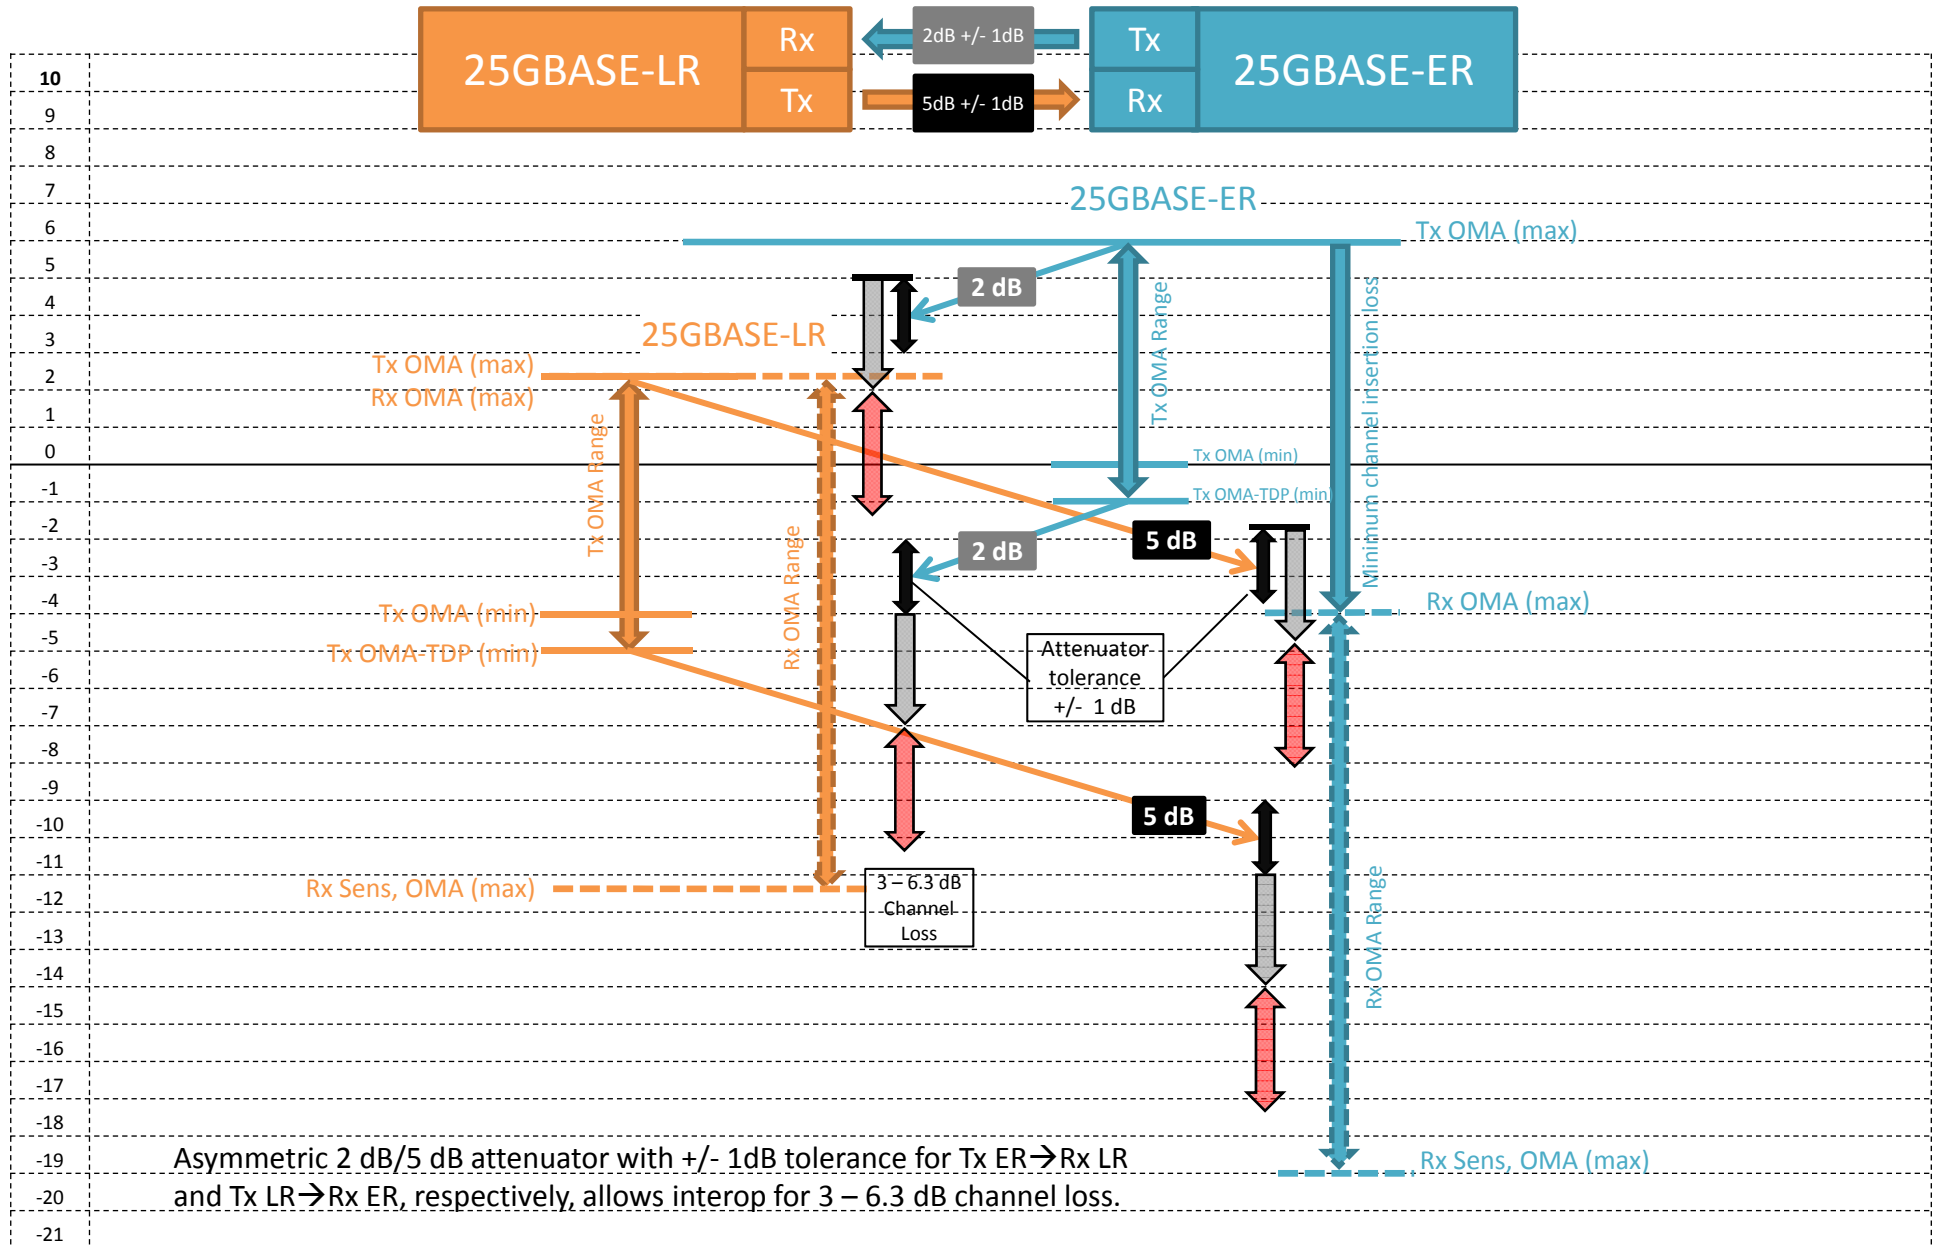 25GBASE-LR
Rx
Tx
2dB +/- 1dB
5dB +/- 1dB
Tx
Rx
25GBASE-ER
10
9
8
7
6
5
4
3
2
1
0
-1
-2
-3
-4
-5
-6
-7
-8
-9
-10
-11
-12
-13
-14
-15
-16
-17
-18
-19
-20
-21
25GBASE-ER
Tx OMA (max)
2 dB
Tx OMA Range
Minimum channel insertion loss
25GBASE-LR
Tx OMA (max)
Rx OMA (max)
Tx OMA Range
Rx OMA Range
Tx OMA (min)
Tx OMA-TDP (min)
2 dB
5 dB
Rx OMA (max)
Tx OMA (min)
Tx OMA-TDP (min)
Attenuator
tolerance
+/- 1 dB
5 dB
Rx Sens, OMA (max)
3 – 6.3 dB
Channel
Loss
Rx OMA Range
Rx Sens, OMA (max)
Asymmetric 2 dB/5 dB attenuator with +/- 1dB tolerance for Tx ER→Rx LR
and Tx LR→Rx ER, respectively, allows interop for 3 – 6.3 dB channel loss.